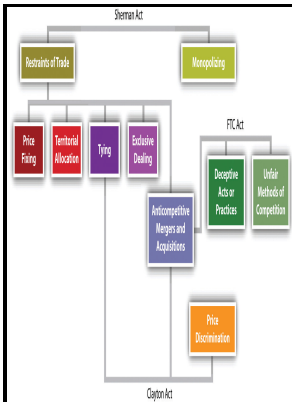 Sherman Act
Restraints of Trade
Monopolizing
Price
Fixing
Territorial
Allocation
Tying
Exclusive
Dealing
FTC Act
Deceptive
Acts or
Practices
Unfair
Methods of
Competition
Anticompetitive
Mergers and
Acquisitions
Price
Discrimination
Clayton Act